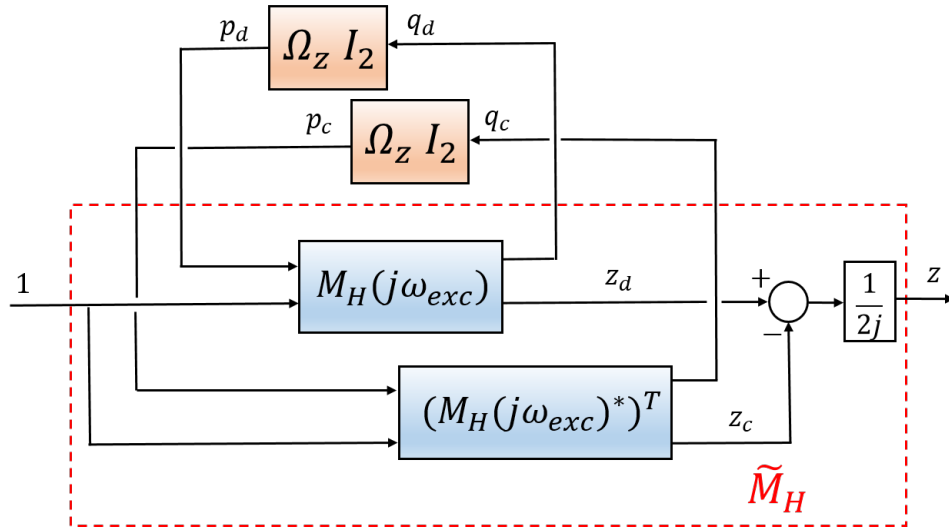 p_d
q_d
Ω_z I_2
p_c
q_c
Ω_z I_2
1
M_H(jω_exc)
z_d
+
−
1
2j
z
(M_H(jω_exc)*)^T
z_c
M̃_H